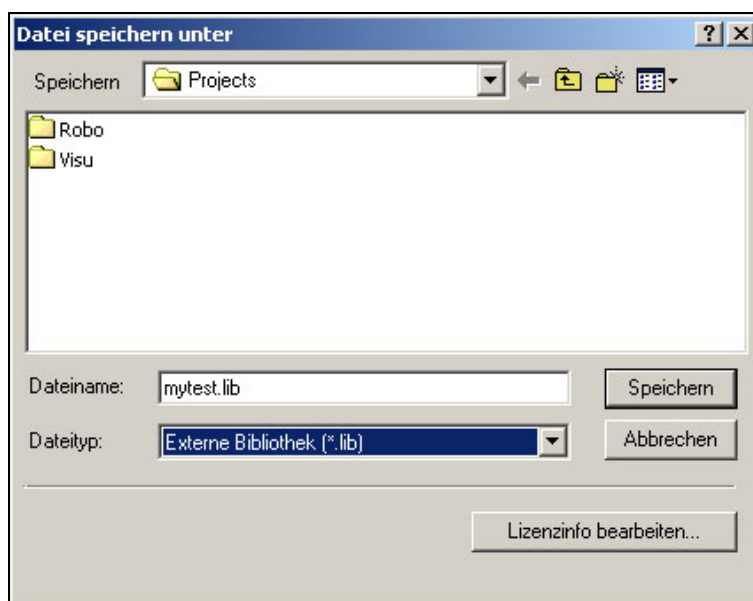 Datei speichern unter
Speichern Projects
Robo
Visu
Dateiname: mytest.lib Speichern
Dateityp: Externe Bibliothek (*.lib) Abbrechen
Lizenzinfo bearbeiten...